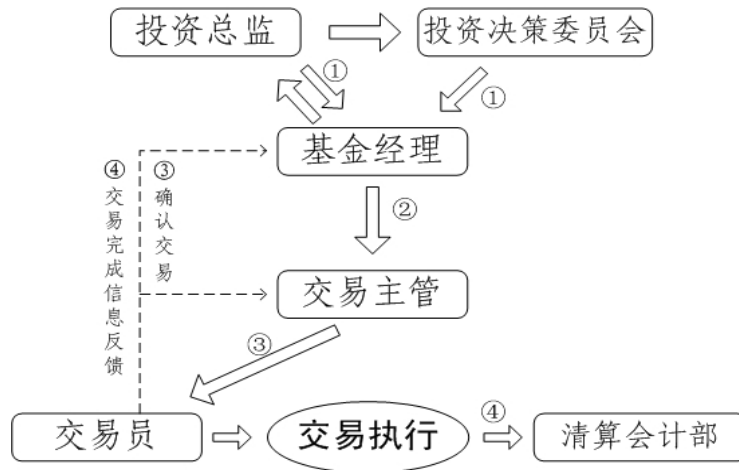 投资总监
投资决策委员会
①
①
基金经理
④交易完成信息反馈
③确认交易
②
交易主管
③
交易员
交易执行
④
清算会计部